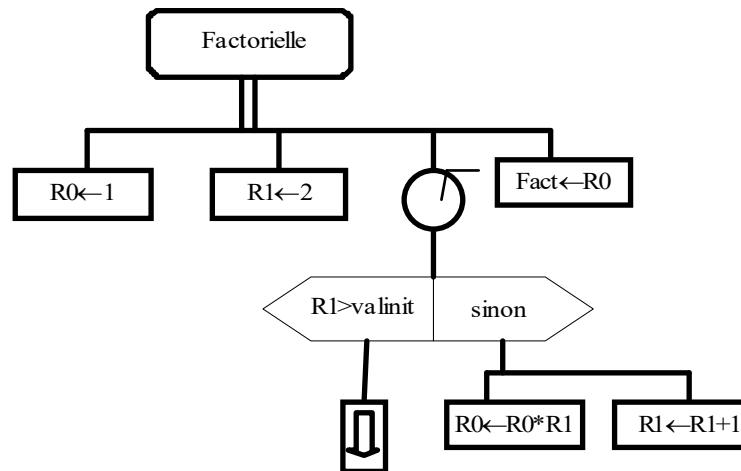 Factorielle
R0←1
R1←2
Fact←R0
R1>valinit
sinon
R0←R0*R1
R1←R1+1